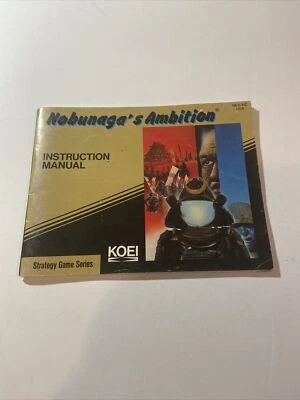 Nobunaga's Ambition®
INSTRUCTION
MANUAL
KOEI
Strategy Game Series